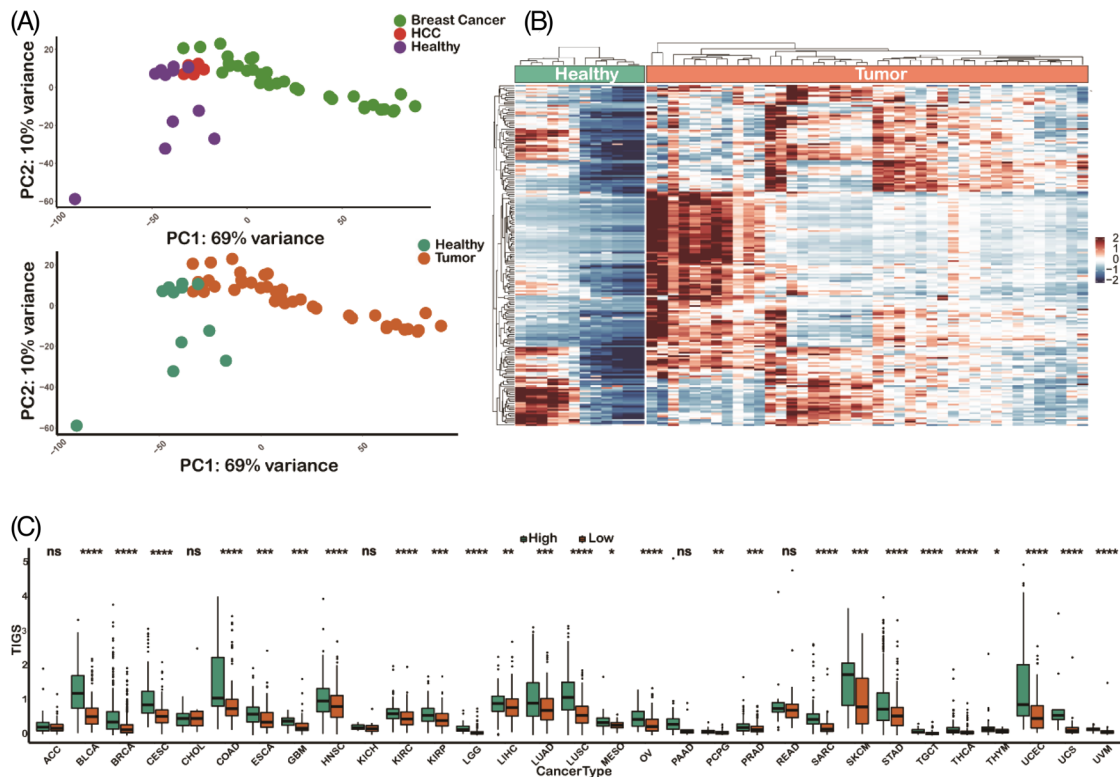 (A)
Breast Cancer
HCC
Healthy
PC2: 10% variance
20
0
−20
−40
−60
−100
−50
0
50
PC1: 69% variance
Healthy
Tumor
PC2: 10% variance
20
0
−20
−40
−60
−100
−50
0
50
PC1: 69% variance
(B)
Healthy
Tumor
2
1
0
−1
−2
(C)
High Low
ns **** **** **** ns **** *** *** **** ns **** *** **** ** *** **** * **** ns ** *** ns **** *** **** **** **** * **** **** ****
TIGS
5
4
3
2
1
0
ACC BLCA BRCA CESC CHOL COAD ESCA GBM HNSC KICH KIRC KIRP LGG LIHC LUAD LUSC MESO OV PAAD PCPG PRAD READ SARC SKCM STAD TGCT THCA THYM UCEC UCS UVM
CancerType